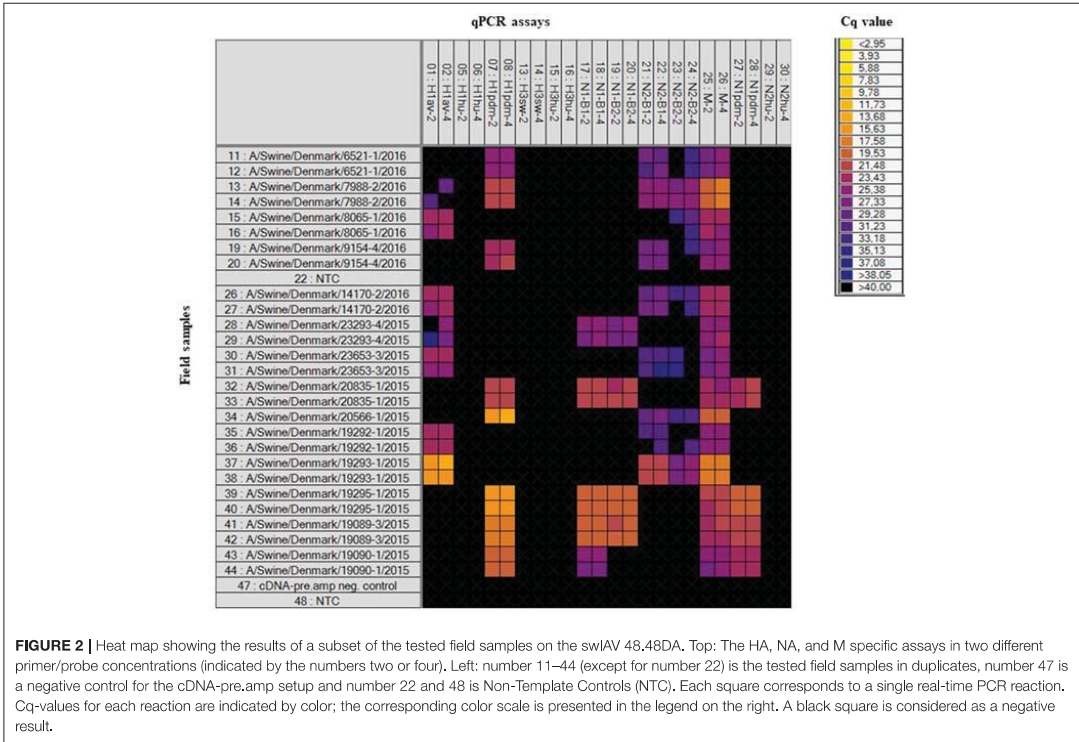 qPCR assays
Cq value
01 : H1av-2
02 : H1av-4
05 : H1hu-2
06 : H1hu-4
07 : H1pdm-2
08 : H1pdm-4
13 : H3sw-2
14 : H3sw-4
15 : H3hu-2
16 : H3hu-4
17 : N1-B1-2
18 : N1-B1-4
19 : N1-B2-2
20 : N1-B2-4
21 : N2-B1-2
22 : N2-B1-4
23 : N2-B2-2
24 : N2-B2-4
25 : M-2
26 : M-4
27 : N1pdm-2
28 : N1pdm-4
29 : N2hu-2
30 : N2hu-4
<2,95
3,93
5,88
7,83
9,78
11,73
13,68
15,63
17,58
19,53
21,48
23,43
25,38
27,33
29,28
31,23
33,18
35,13
37,08
>38,05
>40,00
Field samples
11 : A/Swine/Denmark/6521-1/2016
12 : A/Swine/Denmark/6521-1/2016
13 : A/Swine/Denmark/7988-2/2016
14 : A/Swine/Denmark/7988-2/2016
15 : A/Swine/Denmark/8065-1/2016
16 : A/Swine/Denmark/8065-1/2016
19 : A/Swine/Denmark/9154-4/2016
20 : A/Swine/Denmark/9154-4/2016
22 : NTC
26 : A/Swine/Denmark/14170-2/2016
27 : A/Swine/Denmark/14170-2/2016
28 : A/Swine/Denmark/23293-4/2015
29 : A/Swine/Denmark/23293-4/2015
30 : A/Swine/Denmark/23653-3/2015
31 : A/Swine/Denmark/23653-3/2015
32 : A/Swine/Denmark/20835-1/2015
33 : A/Swine/Denmark/20835-1/2015
34 : A/Swine/Denmark/20566-1/2015
35 : A/Swine/Denmark/19292-1/2015
36 : A/Swine/Denmark/19292-1/2015
37 : A/Swine/Denmark/19293-1/2015
38 : A/Swine/Denmark/19293-1/2015
39 : A/Swine/Denmark/19295-1/2015
40 : A/Swine/Denmark/19295-1/2015
41 : A/Swine/Denmark/19089-3/2015
42 : A/Swine/Denmark/19089-3/2015
43 : A/Swine/Denmark/19090-1/2015
44 : A/Swine/Denmark/19090-1/2015
47 : cDNA-pre.amp neg. control
48 : NTC
FIGURE 2 | Heat map showing the results of a subset of the tested field samples on the swIAV 48.48DA. Top: The HA, NA, and M specific assays in two different
primer/probe concentrations (indicated by the numbers two or four). Left: number 11–44 (except for number 22) is the tested field samples in duplicates, number 47 is
a negative control for the cDNA-pre.amp setup and number 22 and 48 is Non-Template Controls (NTC). Each square corresponds to a single real-time PCR reaction.
Cq-values for each reaction are indicated by color; the corresponding color scale is presented in the legend on the right. A black square is considered as a negative
result.